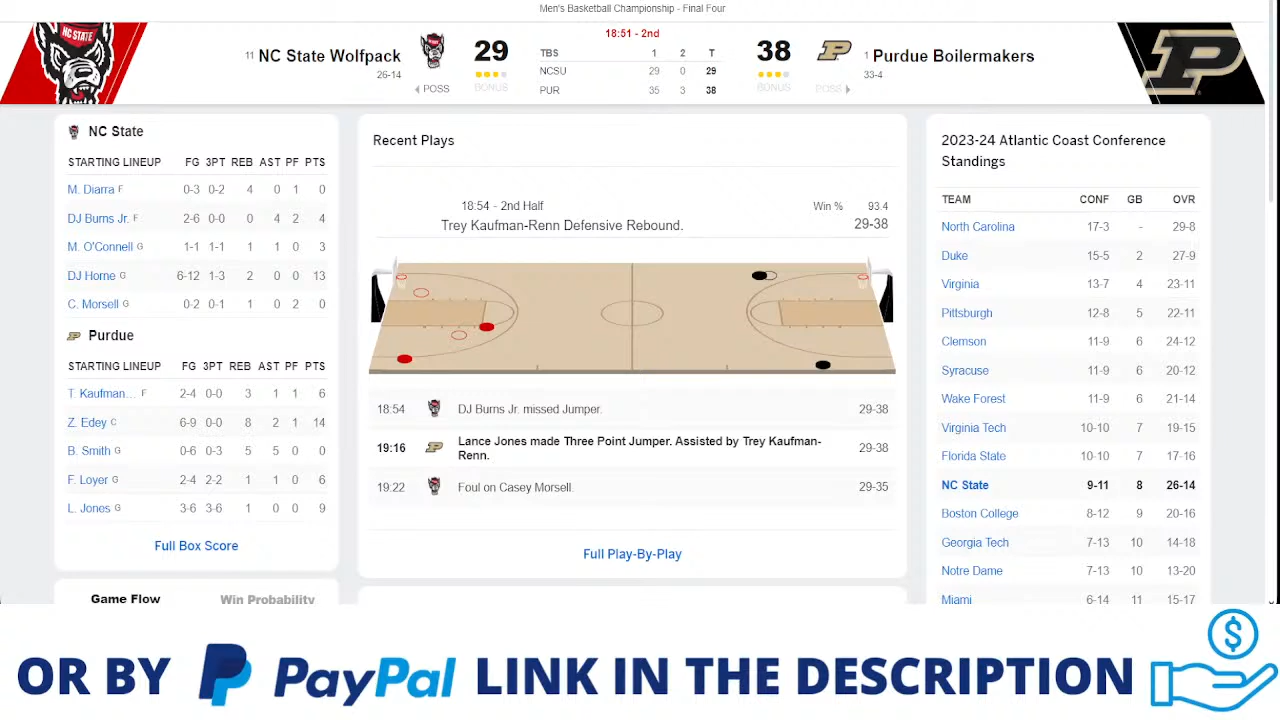 Men's Basketball Championship - Final Four
NC STATE
11 NC State Wolfpack
26-14
POSS
29
BONUS
18:51 - 2nd
TBS 1 2 T
NCSU 29 0 29
PUR 35 3 38
38
BONUS
1 Purdue Boilermakers
33-4
POSS
NC State
STARTING LINEUP FG 3PT REB AST PF PTS
M. Diarra F 0-3 0-2 4 0 1 0
DJ Burns Jr. F 2-6 0-0 0 4 2 4
M. O'Connell G 1-1 1-1 1 1 0 3
DJ Horne G 6-12 1-3 2 0 0 13
C. Morsell G 0-2 0-1 1 0 2 0
Purdue
STARTING LINEUP FG 3PT REB AST PF PTS
T. Kaufman... F 2-4 0-0 3 1 1 6
Z. Edey C 6-9 0-0 8 2 1 14
B. Smith G 0-6 0-3 5 5 0 0
F. Loyer G 2-4 2-2 1 1 0 6
L. Jones G 3-6 3-6 1 0 0 9
Full Box Score
Game Flow Win Probability
Recent Plays
18:54 - 2nd Half Win % 93.4
Trey Kaufman-Renn Defensive Rebound. 29-38
18:54 DJ Burns Jr. missed Jumper. 29-38
19:16 Lance Jones made Three Point Jumper. Assisted by Trey Kaufman-
Renn. 29-38
19:22 Foul on Casey Morsell. 29-35
Full Play-By-Play
2023-24 Atlantic Coast Conference
Standings
TEAM CONF GB OVR
North Carolina 17-3 - 29-8
Duke 15-5 2 27-9
Virginia 13-7 4 23-11
Pittsburgh 12-8 5 22-11
Clemson 11-9 6 24-12
Syracuse 11-9 6 20-12
Wake Forest 11-9 6 21-14
Virginia Tech 10-10 7 19-15
Florida State 10-10 7 17-16
NC State 9-11 8 26-14
Boston College 8-12 9 20-16
Georgia Tech 7-13 10 14-18
Notre Dame 7-13 10 13-20
Miami 6-14 11 15-17
OR BY PayPal LINK IN THE DESCRIPTION